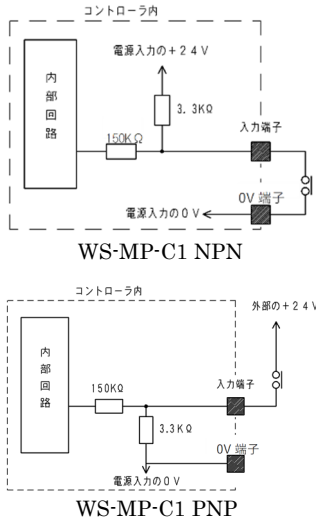 コントローラ内
電源入力の＋２４Ｖ
内部回路
3.3KΩ
150KΩ
入力端子
0V 端子
電源入力の０Ｖ
WS-MP-C1 NPN
コントローラ内
外部の＋２４Ｖ
内部回路
150KΩ
入力端子
3.3KΩ
0V 端子
電源入力の０Ｖ
WS-MP-C1 PNP